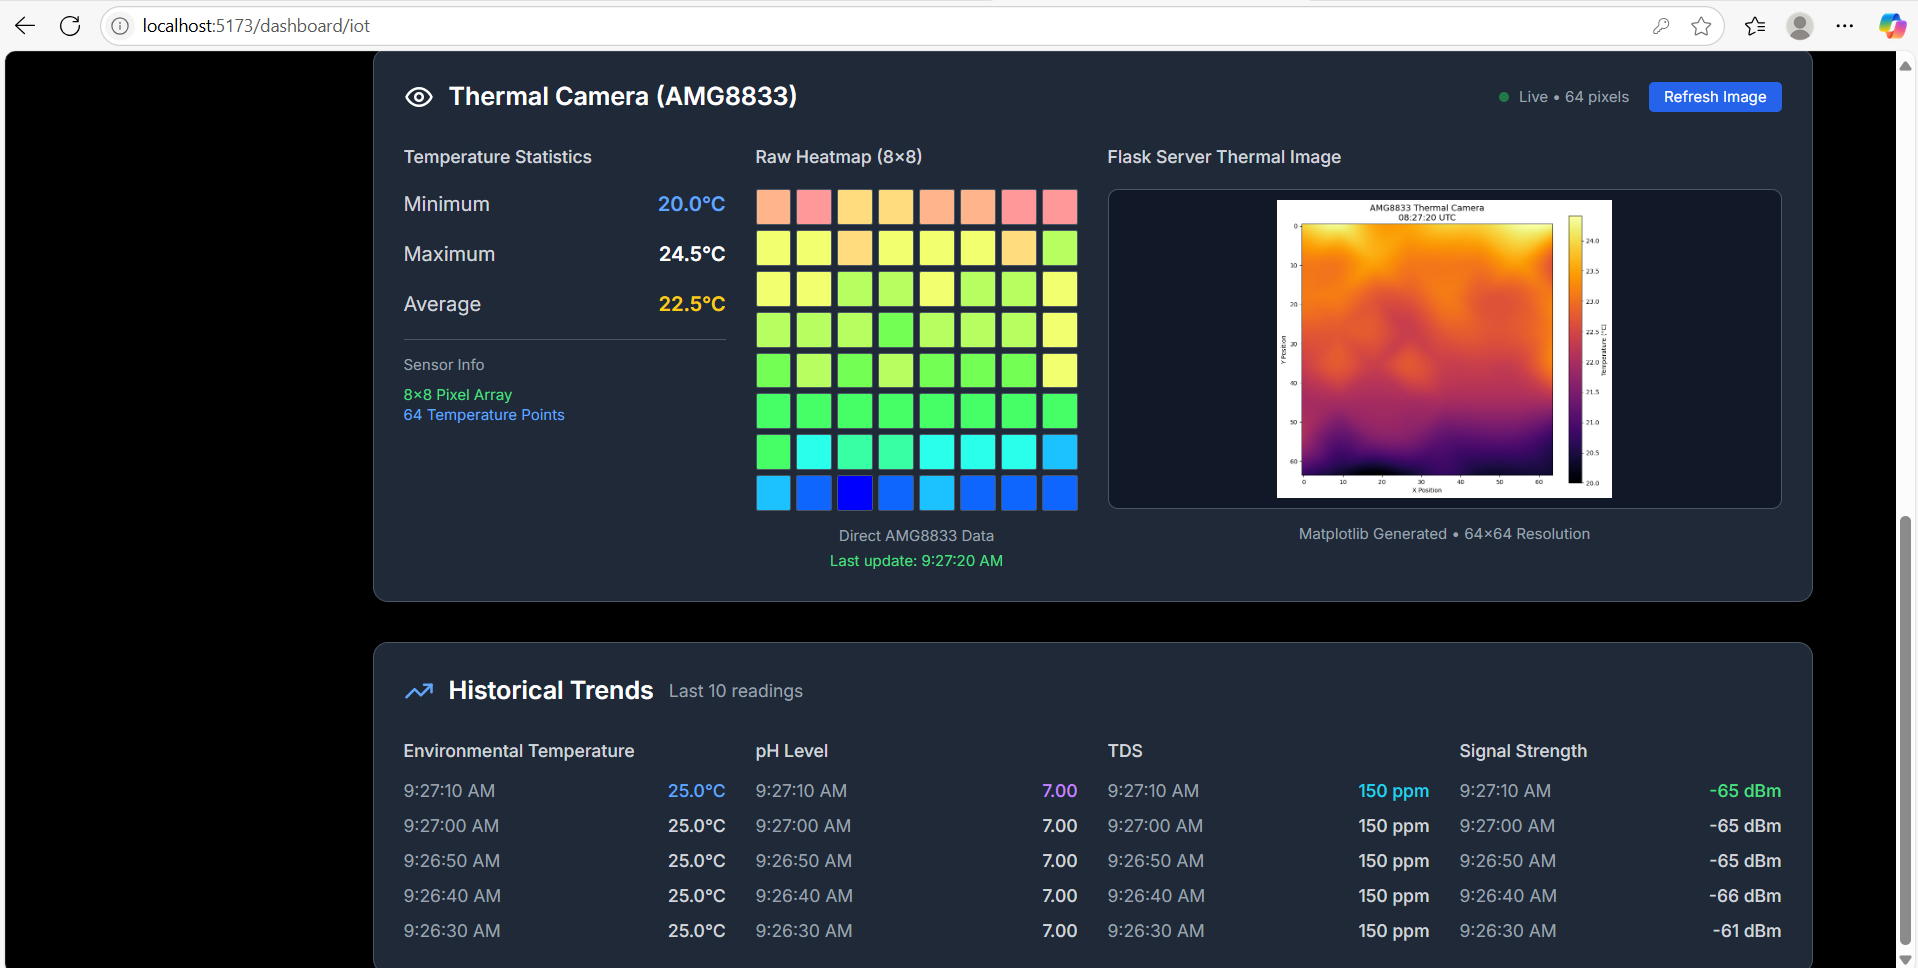 localhost:5173/dashboard/iot
Thermal Camera (AMG8833)
Live • 64 pixels
Refresh Image
Temperature Statistics
Minimum 20.0°C
Maximum 24.5°C
Average 22.5°C
Sensor Info
8×8 Pixel Array
64 Temperature Points
Raw Heatmap (8×8)
Direct AMG8833 Data
Last update: 9:27:20 AM
Flask Server Thermal Image
AMG8833 Thermal Camera
08:27:20 UTC
0
10
20
30
40
50
60
Y Position
0 10 20 30 40 50 60
X Position
24.0
23.5
23.0
22.5
22.0
21.5
21.0
20.5
20.0
Temperature (°C)
Matplotlib Generated • 64×64 Resolution
Historical Trends Last 10 readings
Environmental Temperature
9:27:10 AM 25.0°C
9:27:00 AM 25.0°C
9:26:50 AM 25.0°C
9:26:40 AM 25.0°C
9:26:30 AM 25.0°C
pH Level
9:27:10 AM 7.00
9:27:00 AM 7.00
9:26:50 AM 7.00
9:26:40 AM 7.00
9:26:30 AM 7.00
TDS
9:27:10 AM 150 ppm
9:27:00 AM 150 ppm
9:26:50 AM 150 ppm
9:26:40 AM 150 ppm
9:26:30 AM 150 ppm
Signal Strength
9:27:10 AM -65 dBm
9:27:00 AM -65 dBm
9:26:50 AM -65 dBm
9:26:40 AM -66 dBm
9:26:30 AM -61 dBm